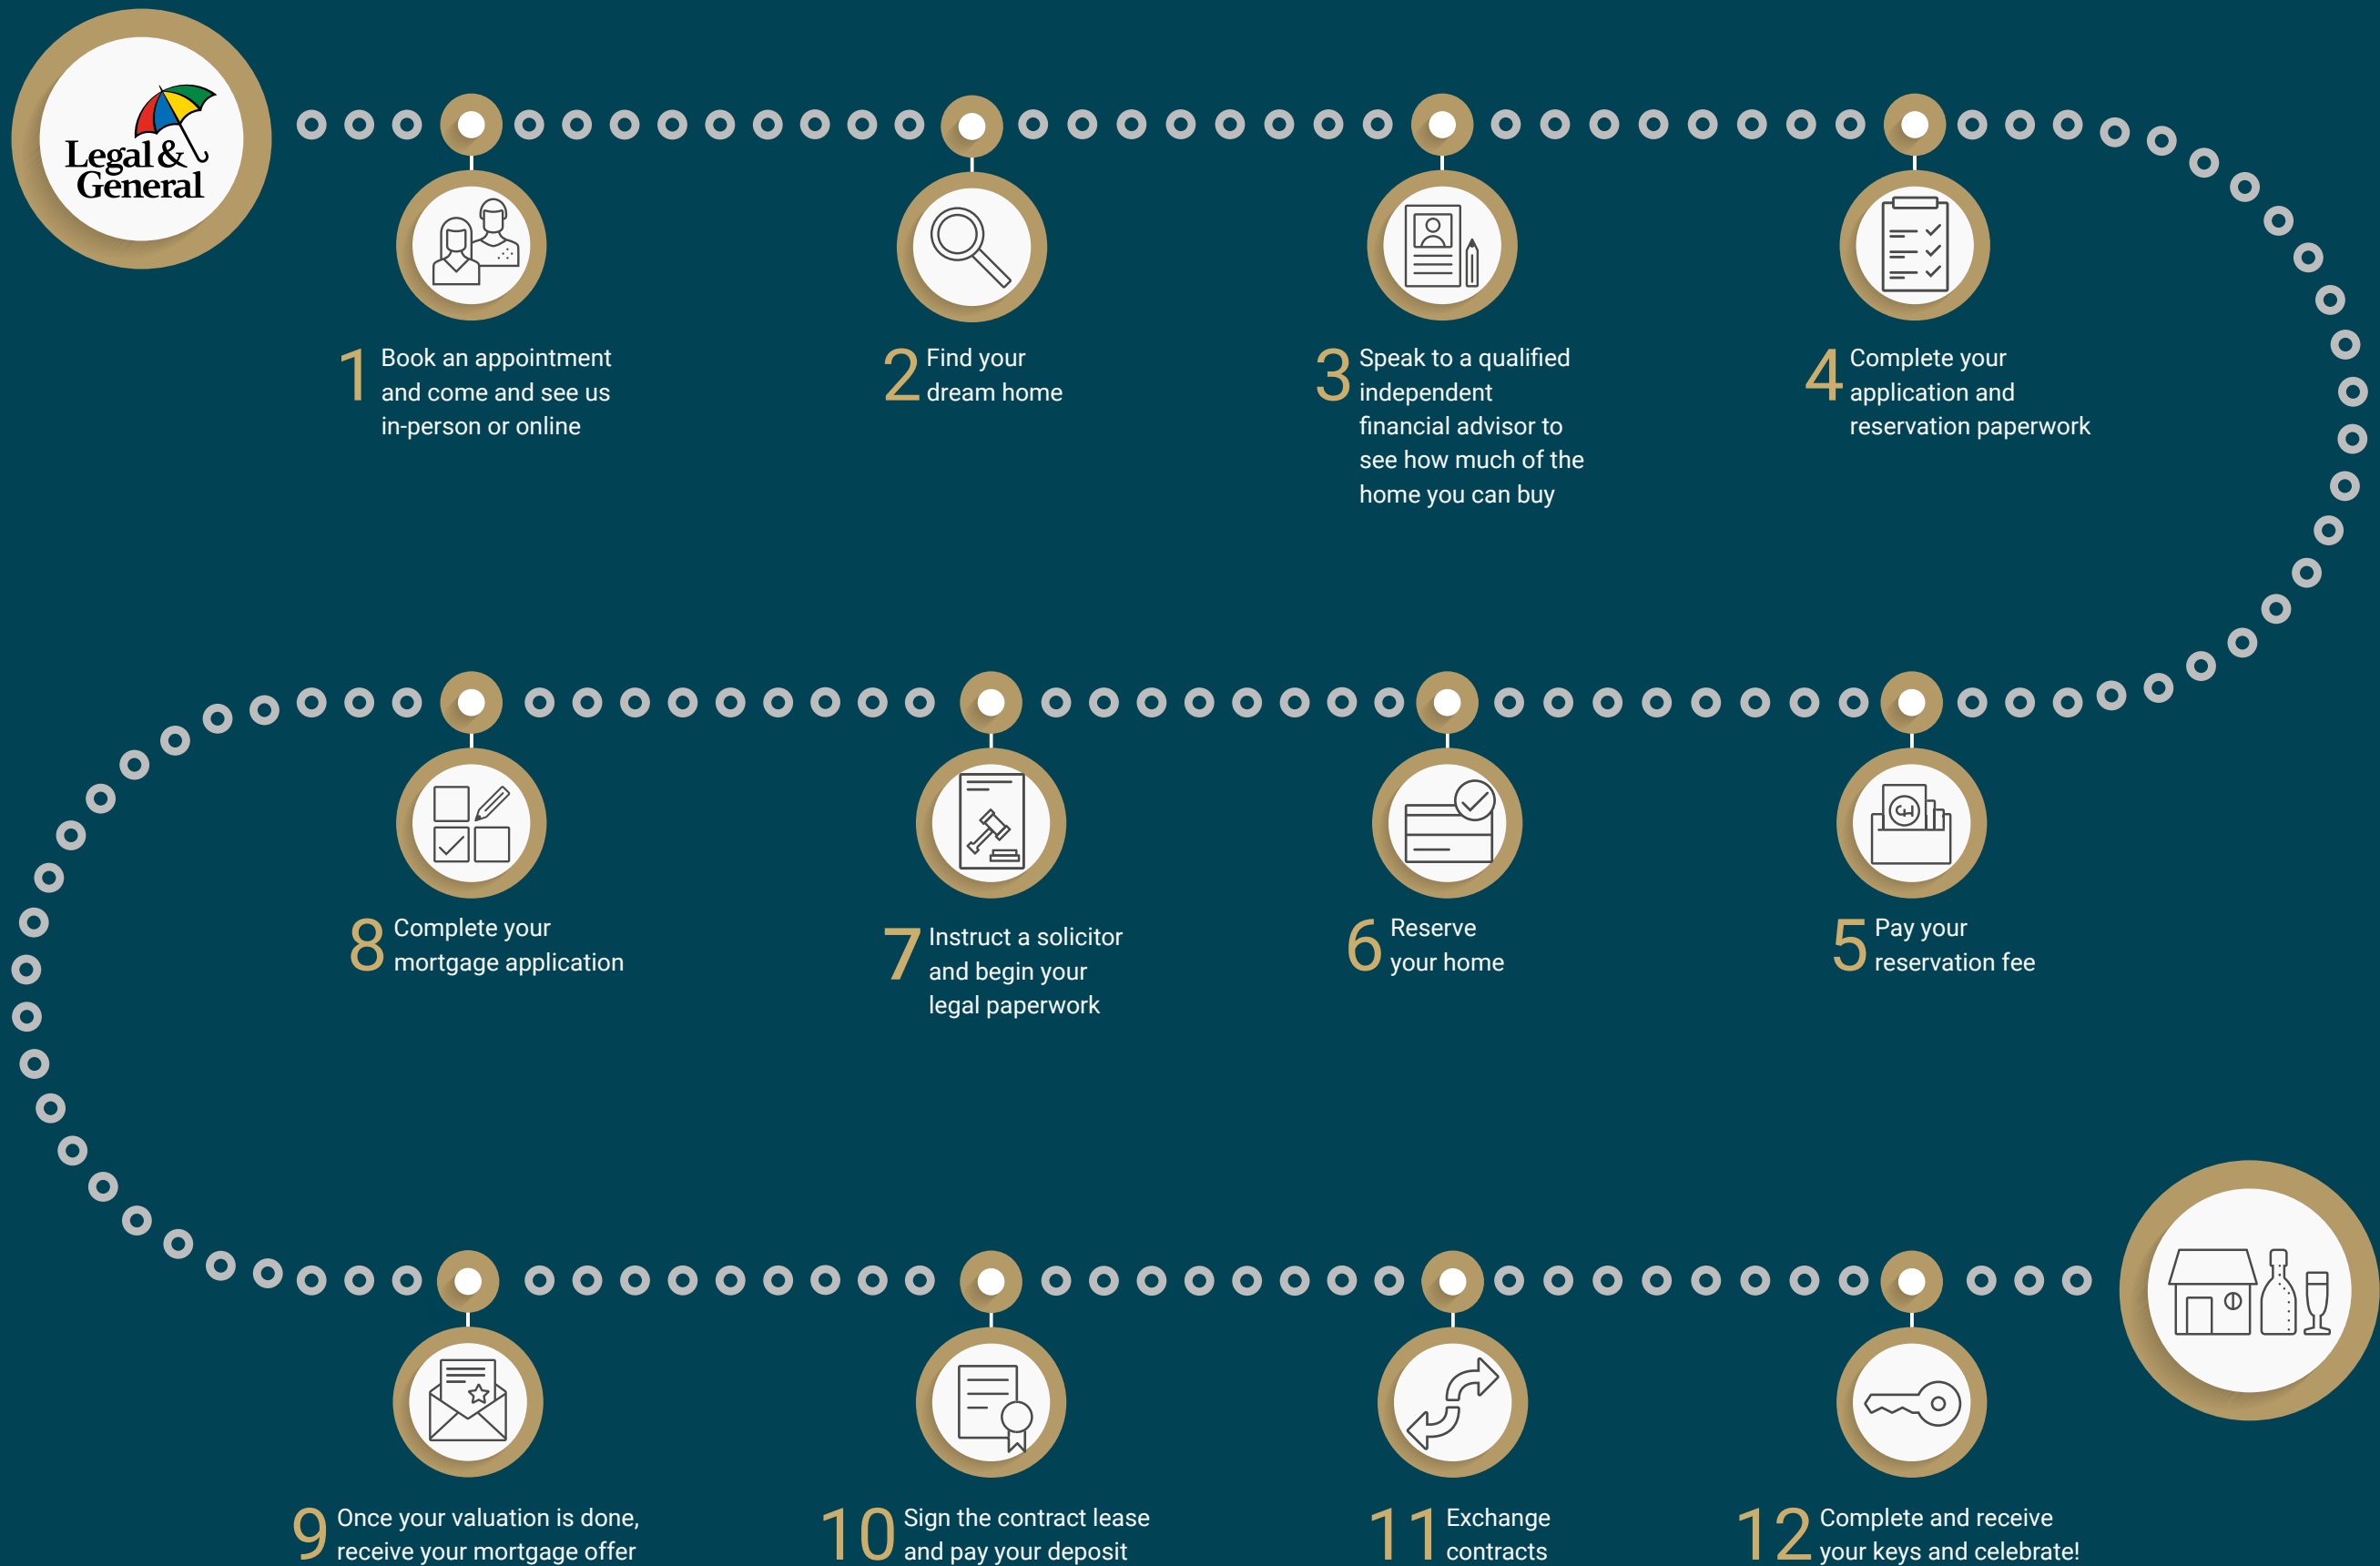 Legal &
General
1 Book an appointment
and come and see us
in-person or online
2 Find your
dream home
3 Speak to a qualified
independent
financial advisor to
see how much of the
home you can buy
4 Complete your
application and
reservation paperwork
5 Pay your
reservation fee
6 Reserve
your home
7 Instruct a solicitor
and begin your
legal paperwork
8 Complete your
mortgage application
9 Once your valuation is done,
receive your mortgage offer
10 Sign the contract lease
and pay your deposit
11 Exchange
contracts
12 Complete and receive
your keys and celebrate!